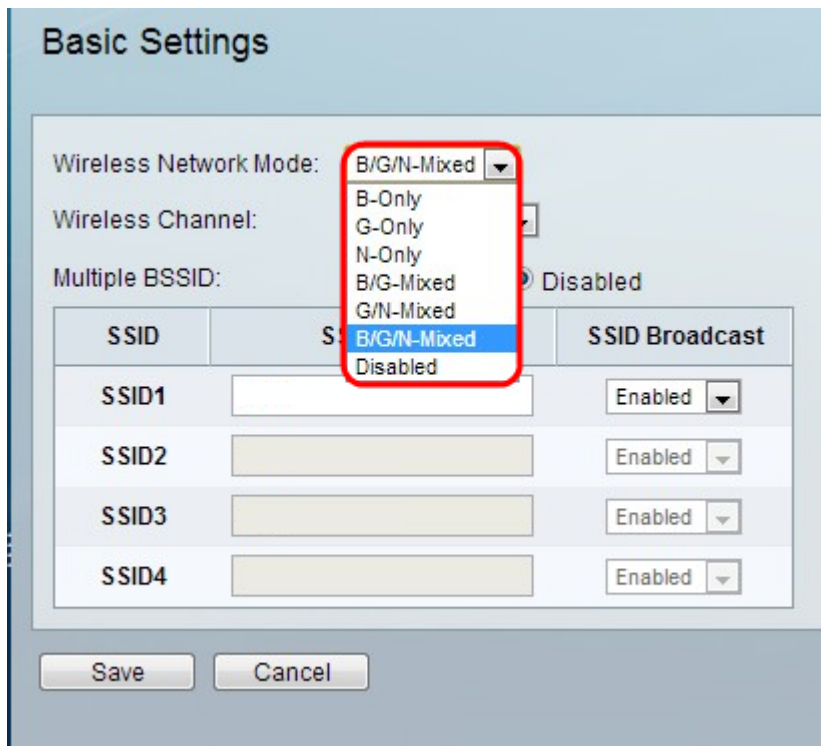 Basic Settings
Wireless Network Mode: B/G/N-Mixed
B-Only
Wireless Channel:
G-Only
N-Only
Multiple BSSID:
B/G-Mixed
Disabled
G/N-Mixed
B/G/N-Mixed
Disabled
SSID SSID Broadcast
SSID1 Enabled
SSID2 Enabled
SSID3 Enabled
SSID4 Enabled
Save Cancel